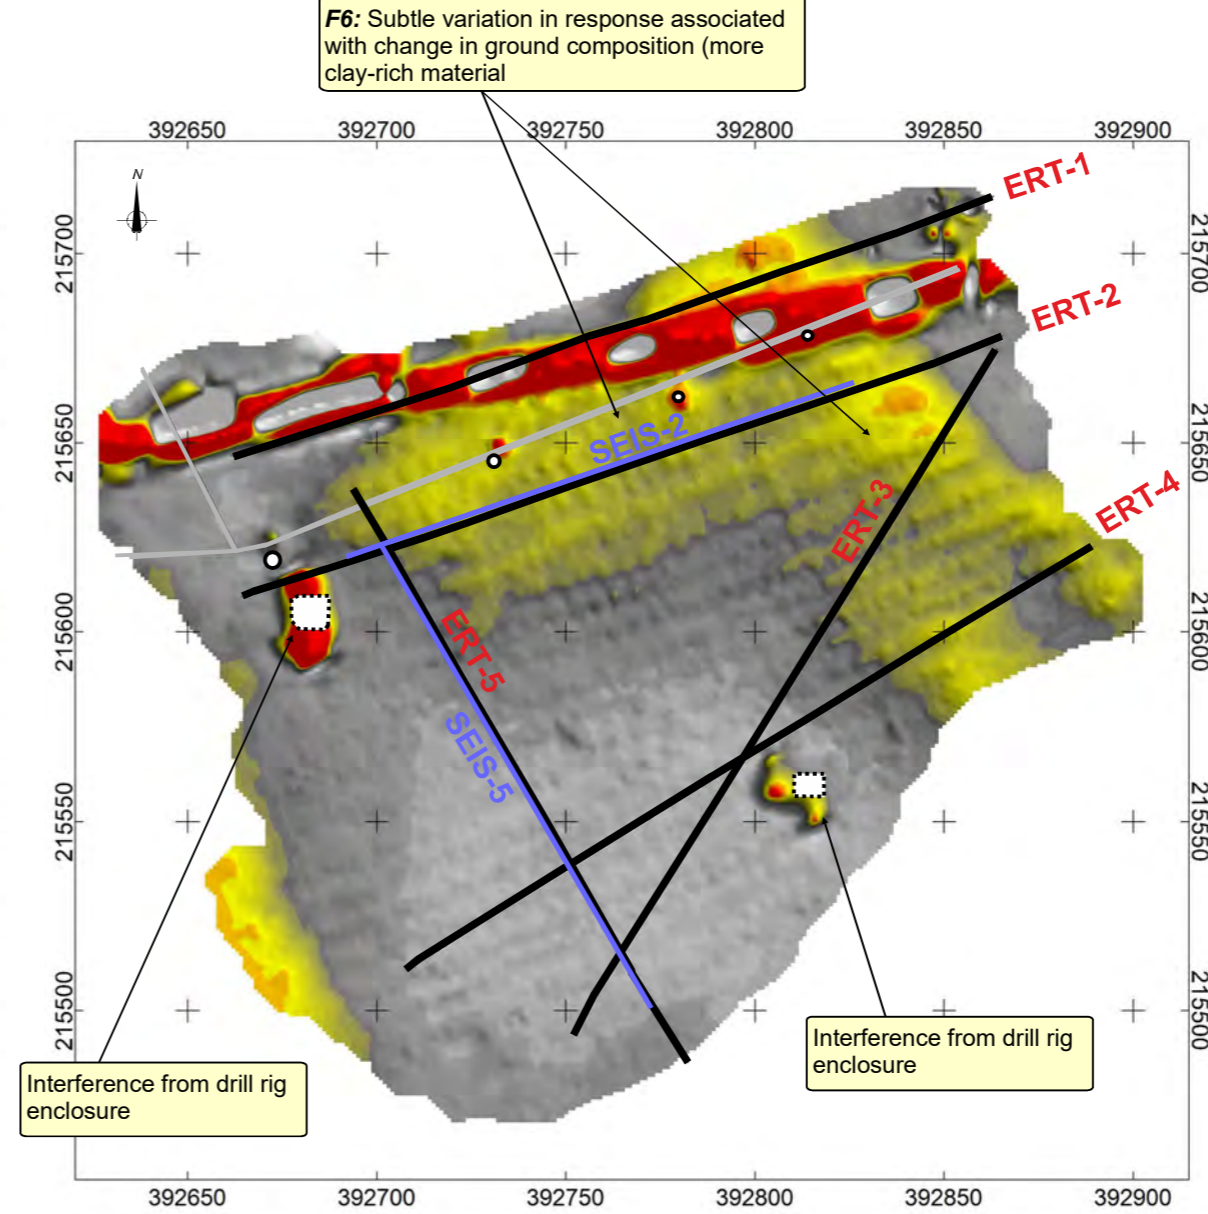 F6: Subtle variation in response associated
with change in ground composition (more
clay-rich material
392650 392700 392750 392800 392850 392900
N
ERT-1
215700
215700
ERT-2
215650
215650
SEIS-2
ERT-3
ERT-4
215600
215600
ERT-5
SEIS-5
215550
215550
215500
215500
Interference from drill rig
enclosure
Interference from drill rig
enclosure
392650 392700 392750 392800 392850 392900